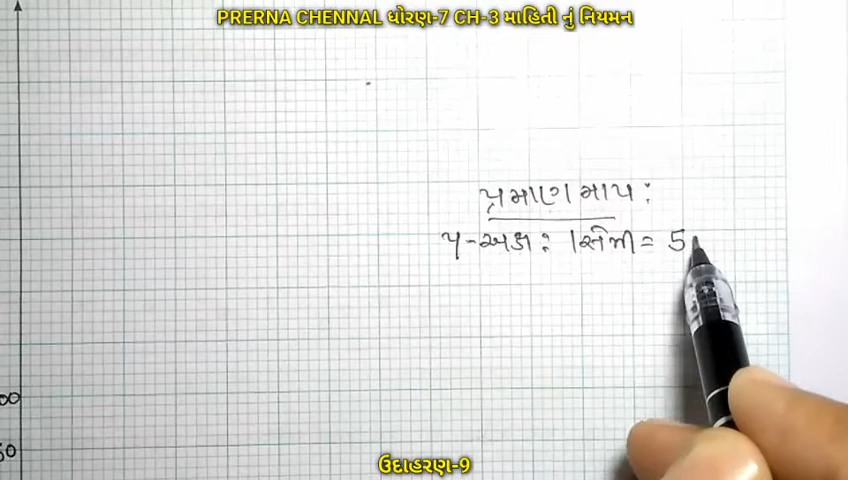 PRERNA CHENNAL ધોરણ-7 CH-3 માહિતી નું નિયમન
પ્રમાણમાપ :
y-અક્ષ : 1સેમી = 5
00
50
ઉદાહરણ-9